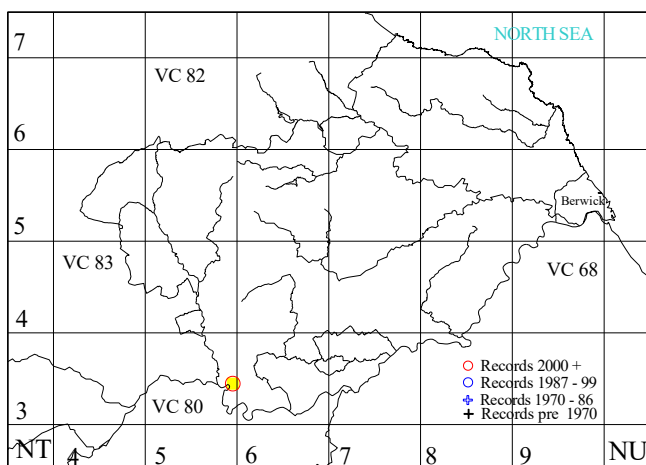 7
NORTH SEA
VC 82
6
Berwick
5
VC 83
VC 68
4
Records 2000 +
Records 1987 - 99
Records 1970 - 86
Records pre 1970
VC 80
3
NT 4 5 6 7 8 9 NU